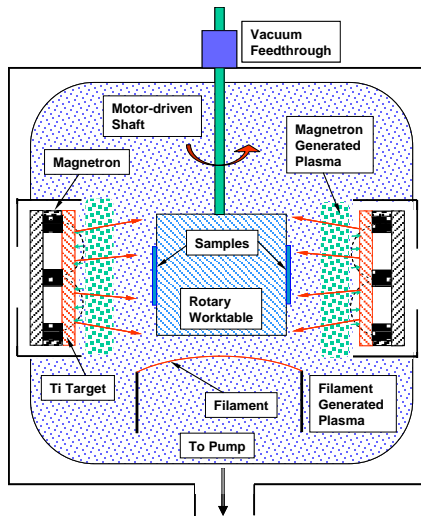 Vacuum
Feedthrough
Motor-driven
Shaft
Magnetron
Magnetron
Generated
Plasma
Samples
Rotary
Worktable
Ti Target
Filament
Filament
Generated
Plasma
To Pump